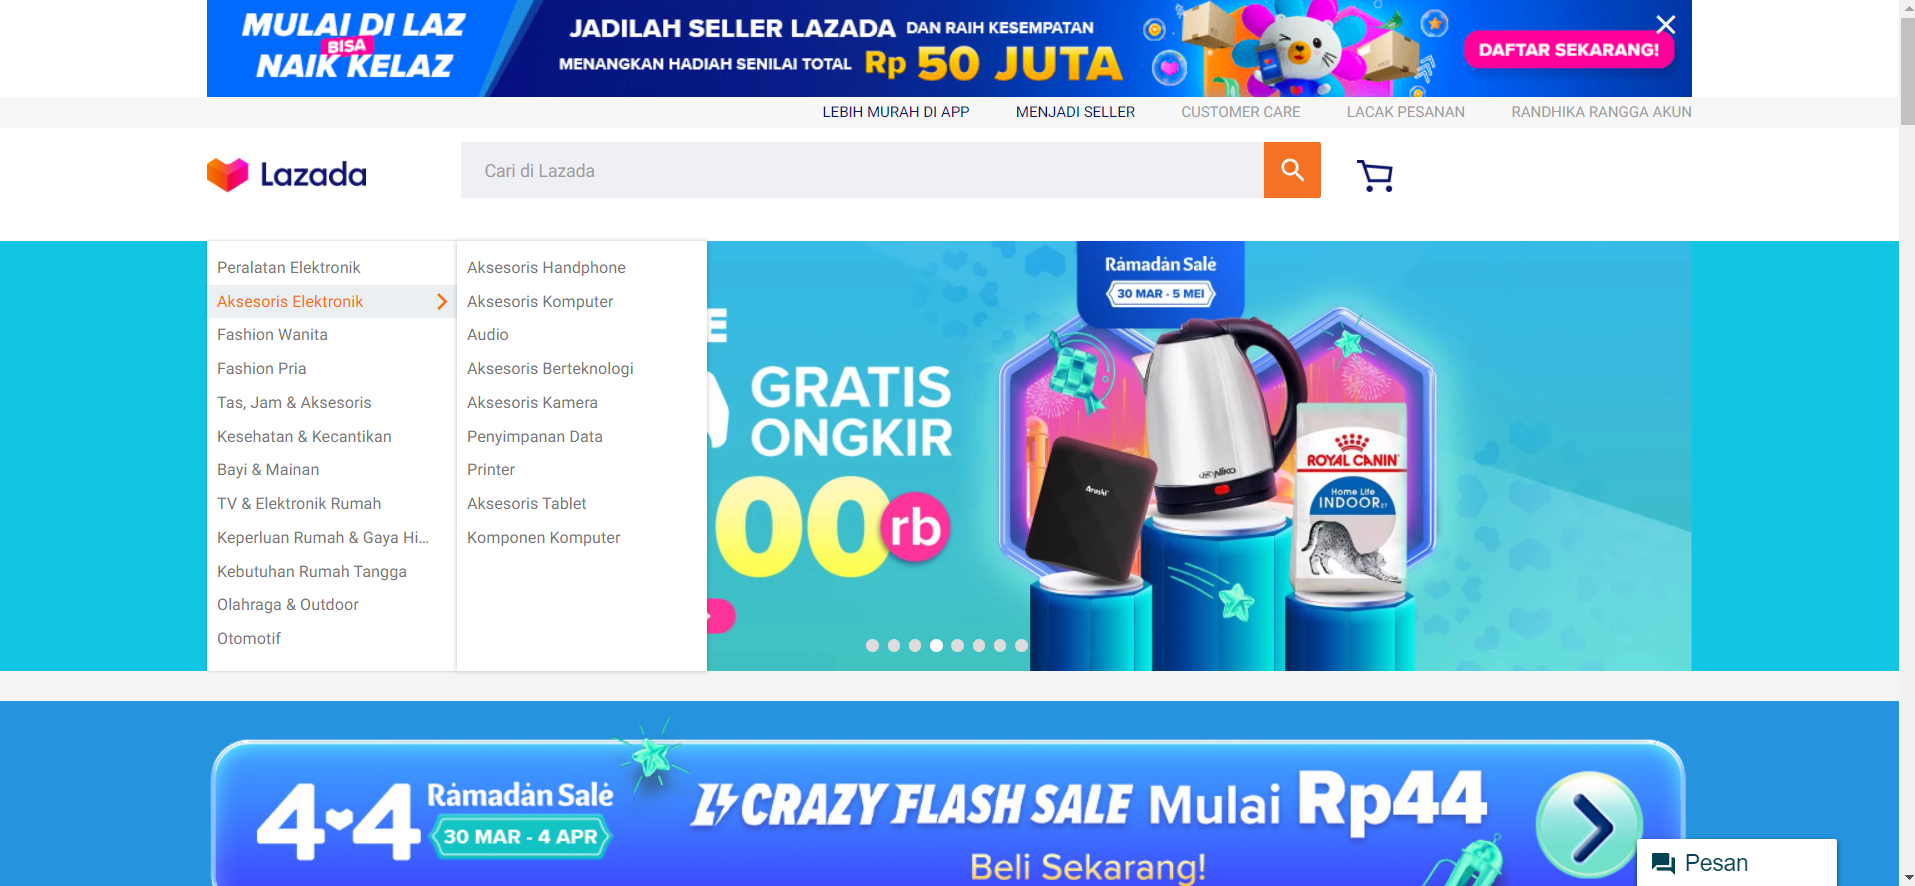 MULAI DI LAZ
BISA
NAIK KELAZ
JADILAH SELLER LAZADA DAN RAIH KESEMPATAN
MENANGKAN HADIAH SENILAI TOTAL Rp 50 JUTA
DAFTAR SEKARANG!
LEBIH MURAH DI APP
MENJADI SELLER
CUSTOMER CARE
LACAK PESANAN
RANDHIKA RANGGA AKUN
Lazada
Cari di Lazada
Peralatan Elektronik
Aksesoris Elektronik
Fashion Wanita
Fashion Pria
Tas, Jam & Aksesoris
Kesehatan & Kecantikan
Bayi & Mainan
TV & Elektronik Rumah
Keperluan Rumah & Gaya Hi...
Kebutuhan Rumah Tangga
Olahraga & Outdoor
Otomotif
Aksesoris Handphone
Aksesoris Komputer
Audio
Aksesoris Berteknologi
Aksesoris Kamera
Penyimpanan Data
Printer
Aksesoris Tablet
Komponen Komputer
Ramadan Sale
30 MAR - 5 MEI
GRATIS
ONGKIR
00 rb
Arashi
NIKO
ROYAL CANIN
Home Life
INDOOR 27
4.4
Ramadan Sale
30 MAR - 4 APR
CRAZY FLASH SALE Mulai Rp44
Beli Sekarang!
Pesan